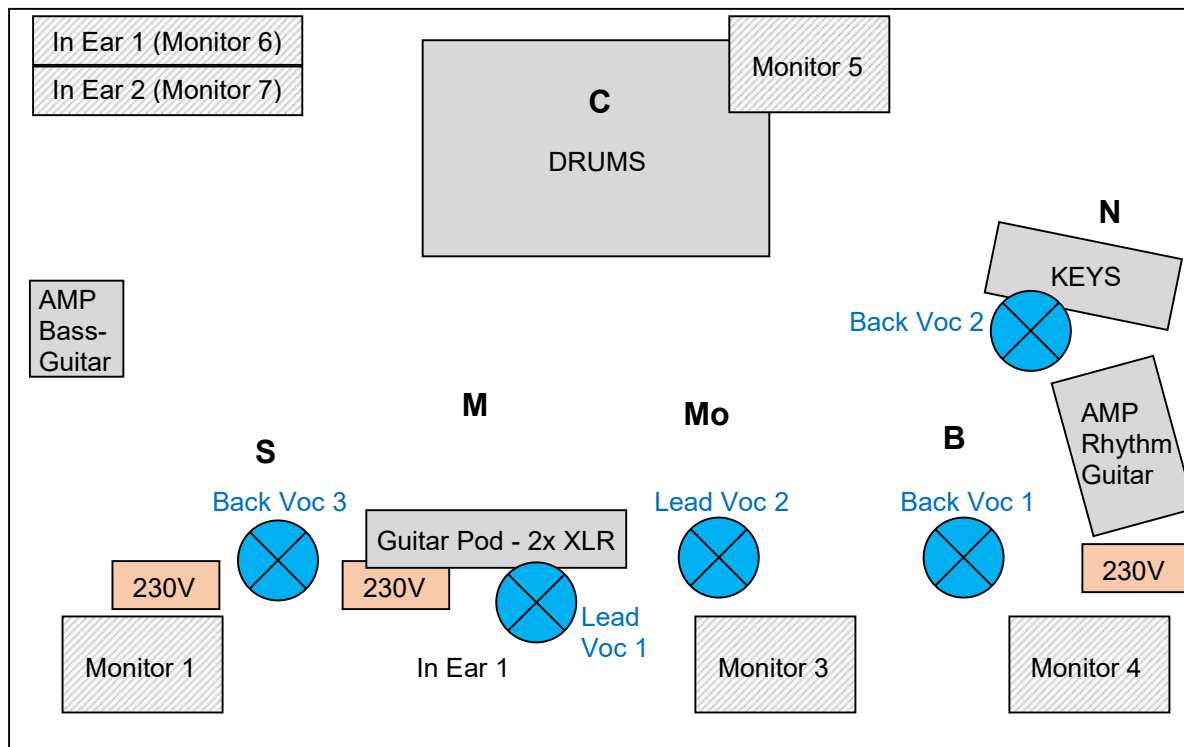 In Ear 1 (Monitor 6)
In Ear 2 (Monitor 7)
Monitor 5
C
DRUMS
N
KEYS
AMP
Bass-
Guitar
Back Voc 2
M
Mo
AMP
Rhythm
Guitar
B
S
Back Voc 3
Lead Voc 2
Back Voc 1
Guitar Pod - 2x XLR
230V
230V
230V
Lead
Voc 1
Monitor 1
In Ear 1
Monitor 3
Monitor 4